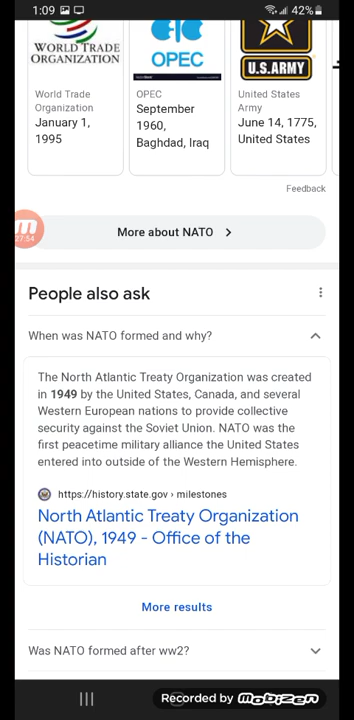 1:09
42%
WORLD TRADE
ORGANIZATION
OPEC
U.S.ARMY
World Trade
Organization
January 1,
1995
OPEC
September
1960,
Baghdad, Iraq
United States
Army
June 14, 1775,
United States
Feedback
27:54
More about NATO
People also ask
When was NATO formed and why?
The North Atlantic Treaty Organization was created
in 1949 by the United States, Canada, and several
Western European nations to provide collective
security against the Soviet Union. NATO was the
first peacetime military alliance the United States
entered into outside of the Western Hemisphere.
https://history.state.gov › milestones
North Atlantic Treaty Organization
(NATO), 1949 - Office of the
Historian
More results
Was NATO formed after ww2?
Recorded by mobizen